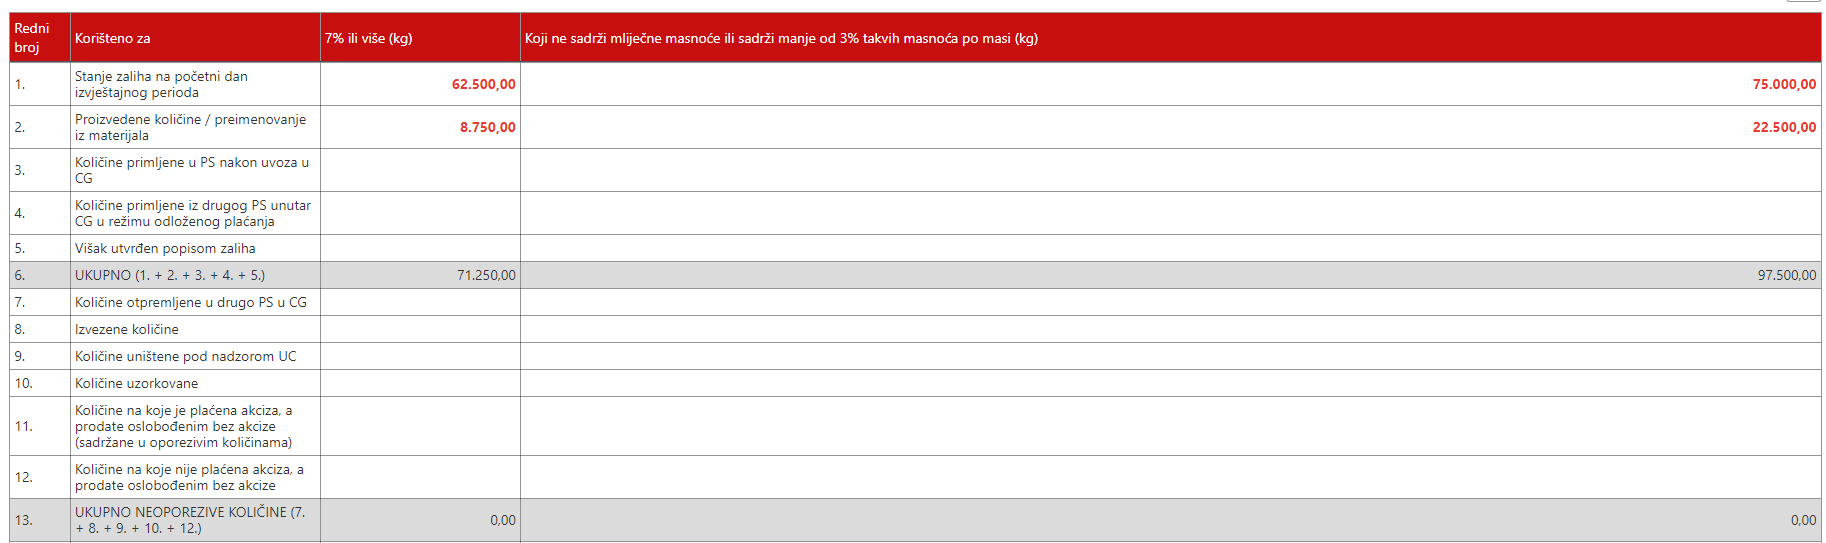 Redni
broj
Korišteno za
7% ili više (kg)
Koji ne sadrži mliječne masnoće ili sadrži manje od 3% takvih masnoća po masi (kg)
1.
Stanje zaliha na početni dan
izvještajnog perioda
62.500,00
75.000,00
2.
Proizvedene količine / preimenovanje
iz materijala
8.750,00
22.500,00
3.
Količine primljene u PS nakon uvoza u
CG
4.
Količine primljene iz drugog PS unutar
CG u režimu odloženog plaćanja
5.
Višak utvrđen popisom zaliha
6.
UKUPNO (1. + 2. + 3. + 4. + 5.)
71.250,00
97.500,00
7.
Količine otpremljene u drugo PS u CG
8.
Izvezene količine
9.
Količine uništene pod nadzorom UC
10.
Količine uzorkovane
11.
Količine na koje je plaćena akciza, a
prodate oslobođenim bez akcize
(sadržane u oporezivim količinama)
12.
Količine na koje nije plaćena akciza, a
prodate oslobođenim bez akcize
13.
UKUPNO NEOPOREZIVE KOLIČINE (7.
+ 8. + 9. + 10. + 12.)
0,00
0,00